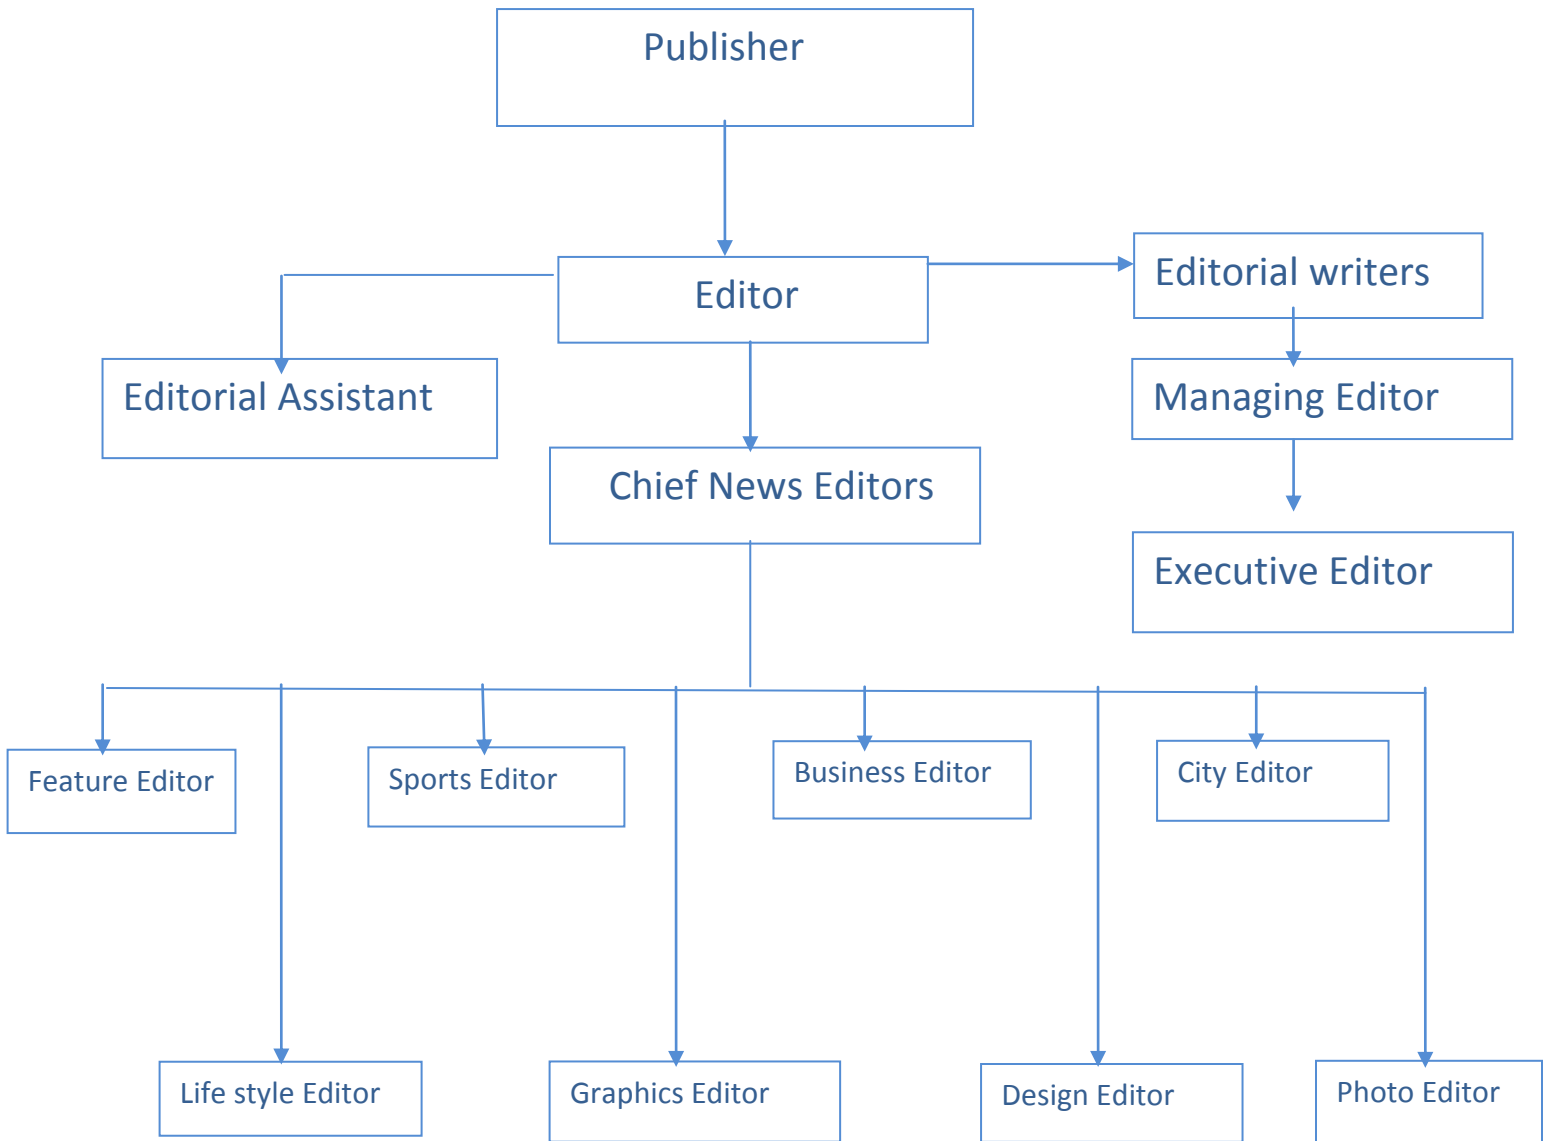 Publisher
Editor
Editorial writers
Editorial Assistant
Managing Editor
Chief News Editors
Executive Editor
Feature Editor
Sports Editor
Business Editor
City Editor
Life style Editor
Graphics Editor
Design Editor
Photo Editor